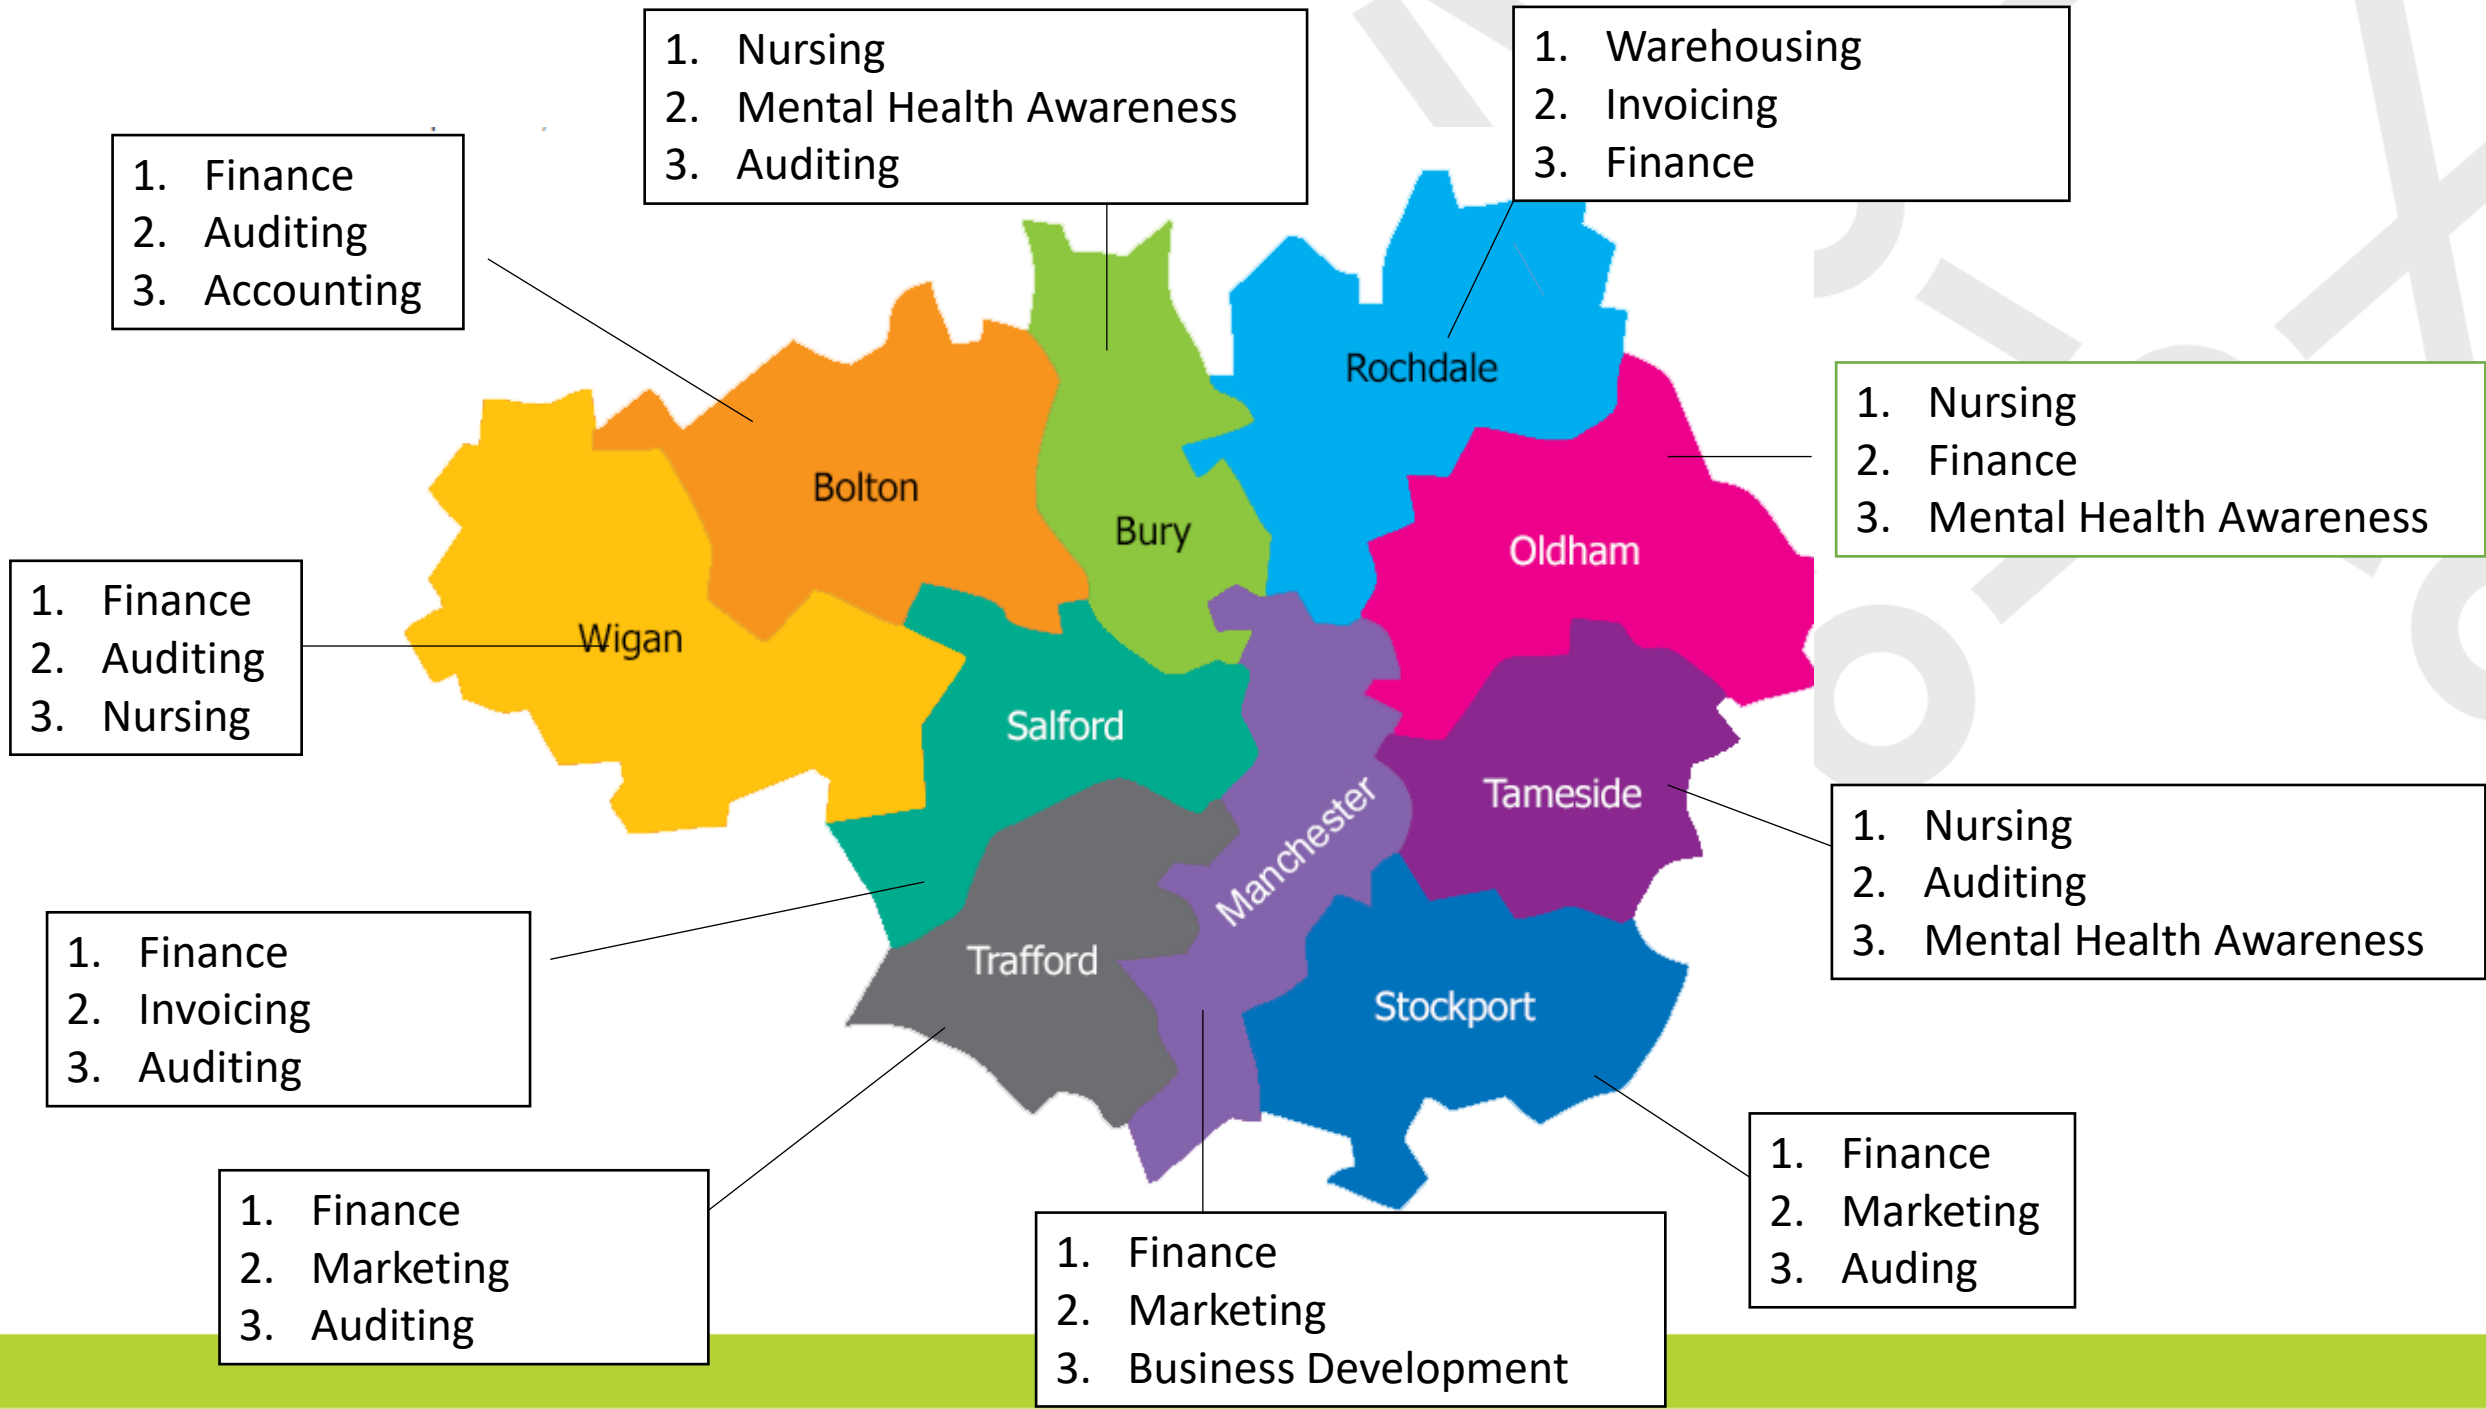 1. Nursing
2. Mental Health Awareness
3. Auditing
1. Warehousing
2. Invoicing
3. Finance
1. Finance
2. Auditing
3. Accounting
Rochdale
1. Nursing
2. Finance
3. Mental Health Awareness
Bolton
Bury
Oldham
1. Finance
2. Auditing
3. Nursing
Wigan
Salford
Tameside
Manchester
1. Nursing
2. Auditing
3. Mental Health Awareness
1. Finance
2. Invoicing
3. Auditing
Trafford
Stockport
1. Finance
2. Marketing
3. Auding
1. Finance
2. Marketing
3. Auditing
1. Finance
2. Marketing
3. Business Development